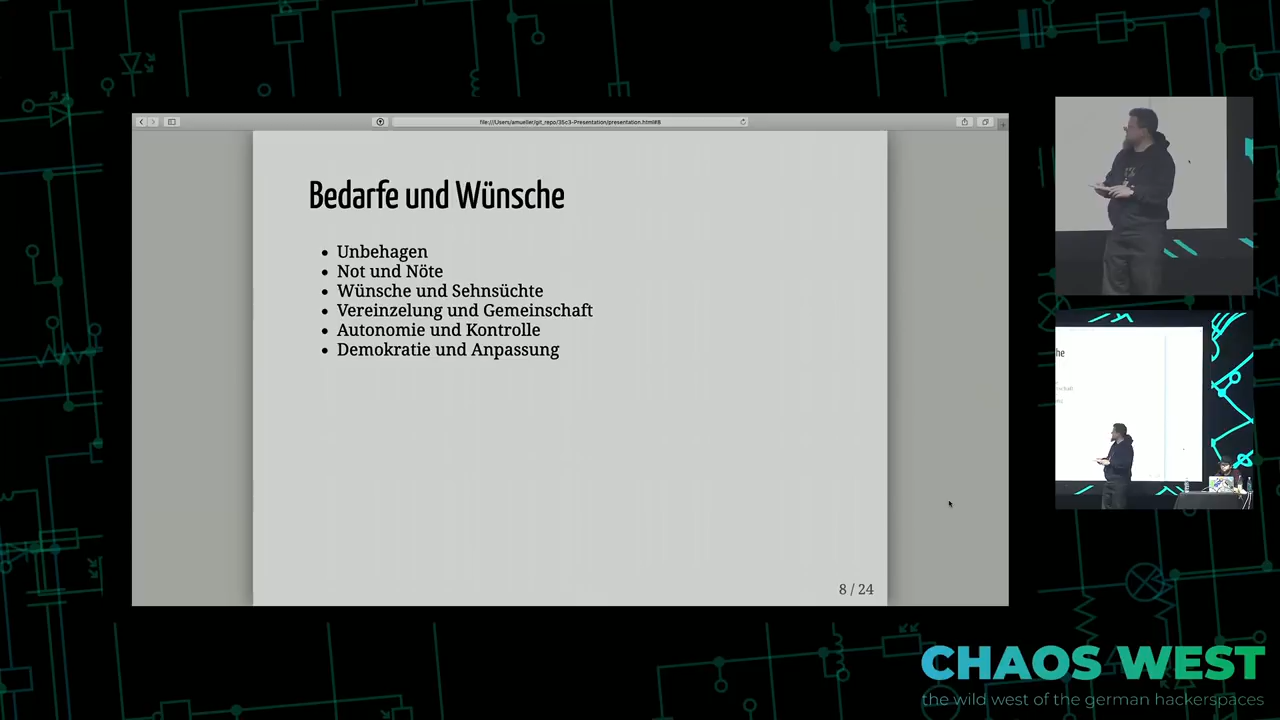 file:///Users/amueller/git_repo/35c3-Presentation/presentation.html#8
Bedarfe und Wünsche
Unbehagen
Not und Nöte
Wünsche und Sehnsüchte
Vereinzelung und Gemeinschaft
Autonomie und Kontrolle
Demokratie und Anpassung
8 / 24
he
CHAOS WEST
the wild west of the german hackerspaces